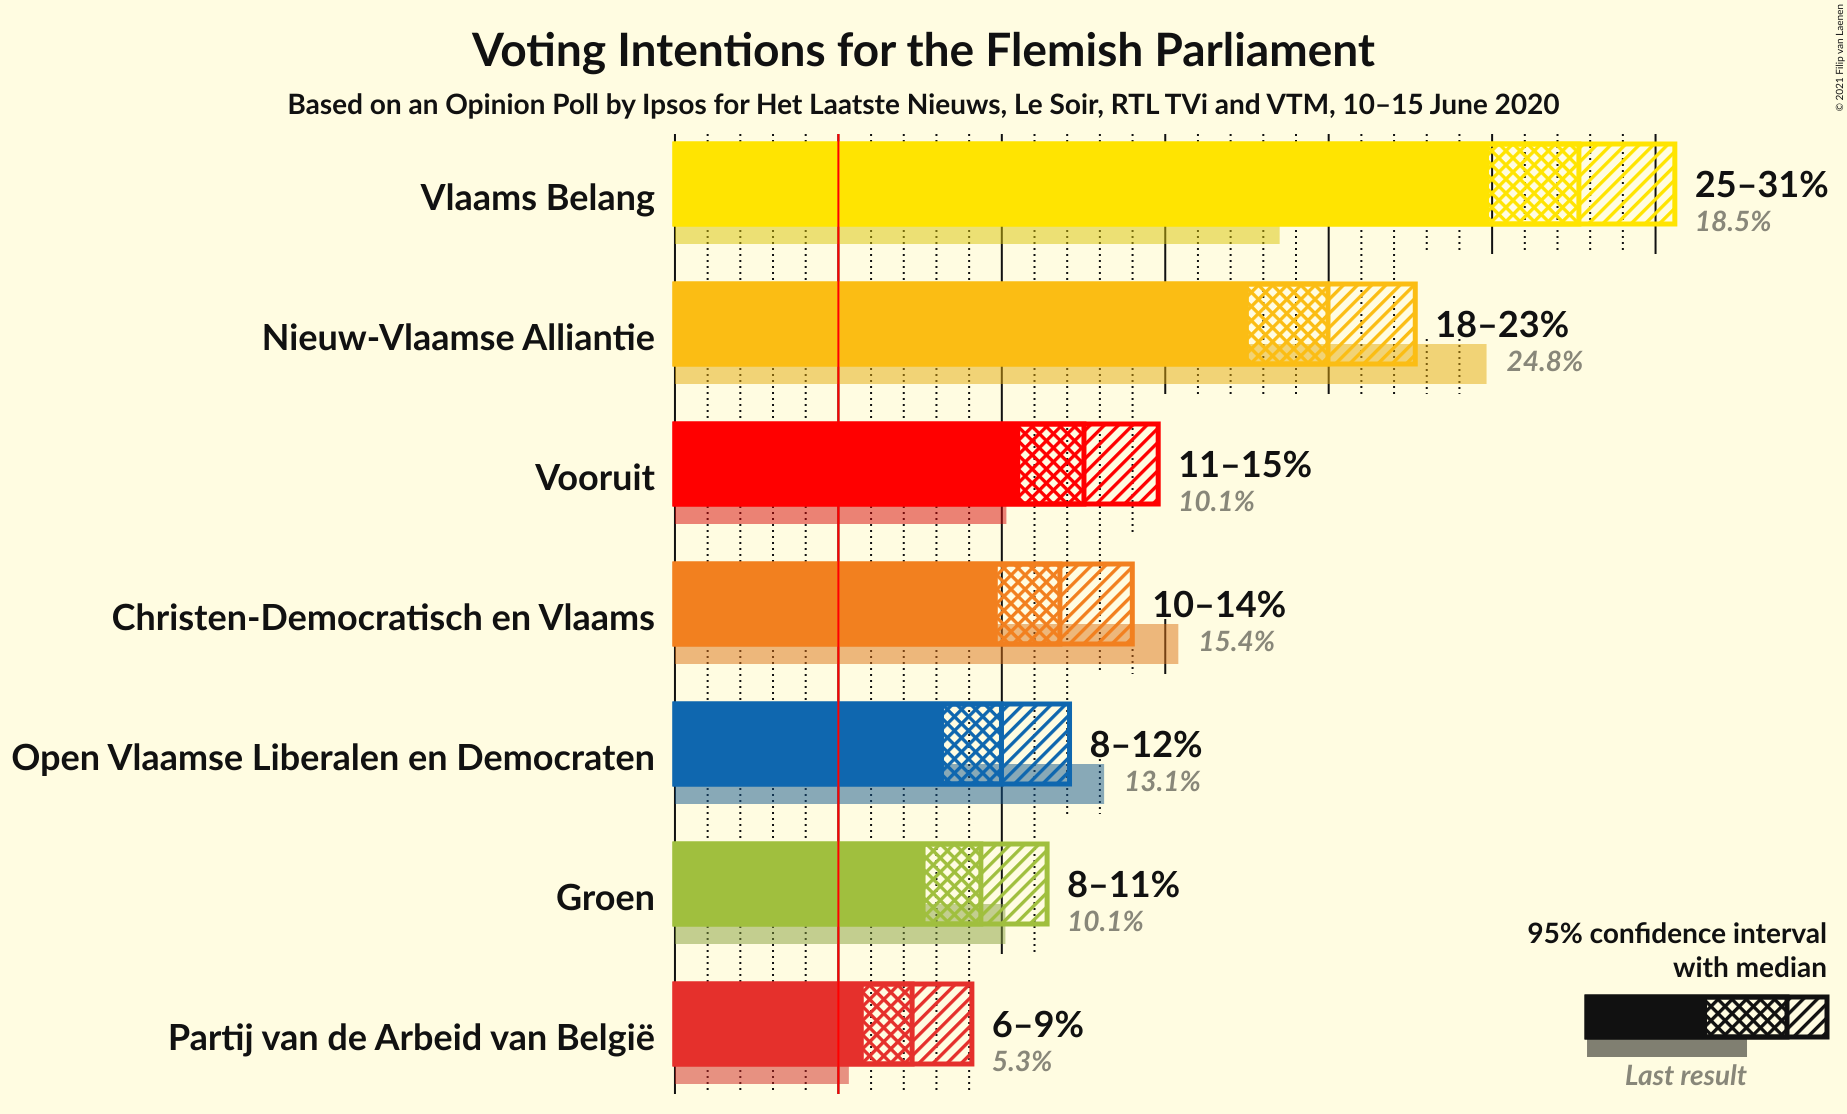 Voting Intentions for the Flemish Parliament
Based on an Opinion Poll by Ipsos for Het Laatste Nieuws, Le Soir, RTL TVi and VTM, 10–15 June 2020
© 2021 Filip van Laenen
Vlaams Belang
25–31%
18.5%
Nieuw-Vlaamse Alliantie
18–23%
24.8%
Vooruit
11–15%
10.1%
Christen-Democratisch en Vlaams
10–14%
15.4%
Open Vlaamse Liberalen en Democraten
8–12%
13.1%
Groen
8–11%
10.1%
Partij van de Arbeid van België
6–9%
5.3%
95% confidence interval
with median
Last result